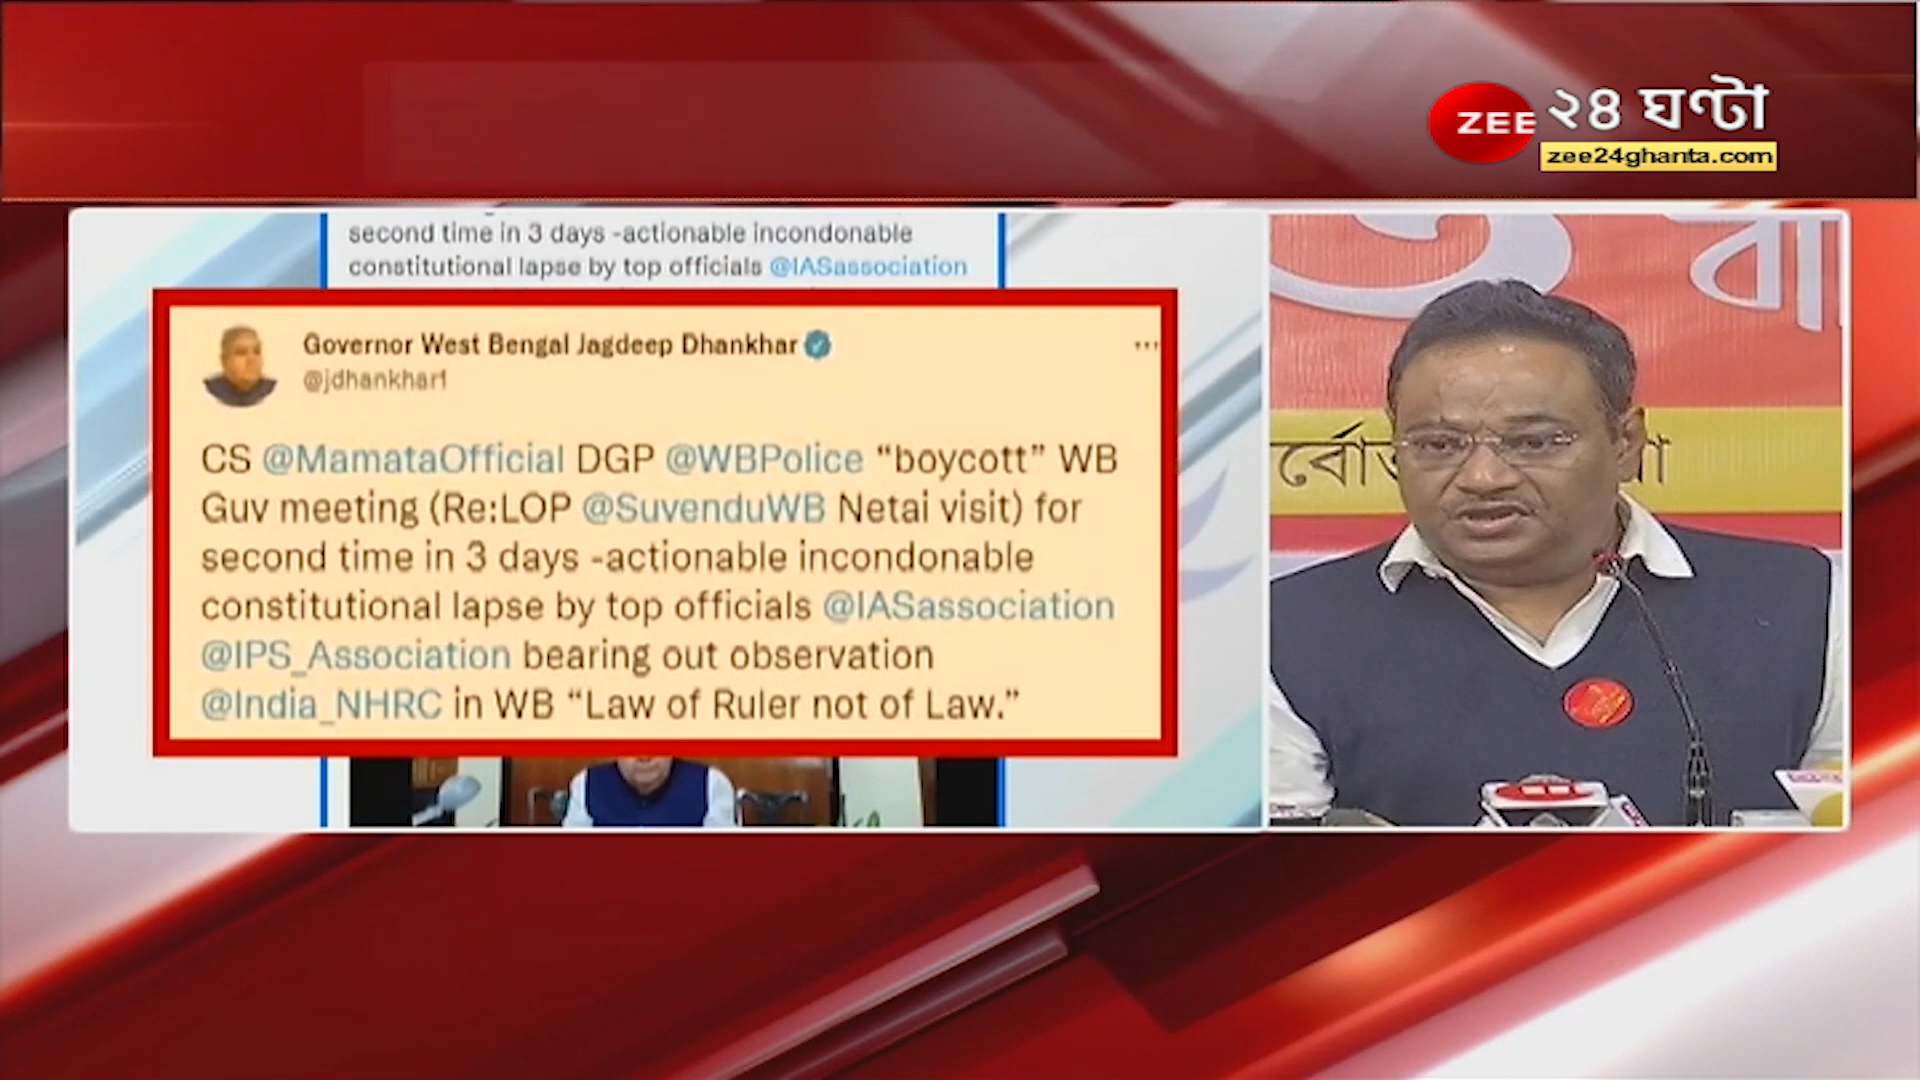 ZEE ২৪ ঘণ্টা
zee24ghanta.com
second time in 3 days -actionable incondonable
constitutional lapse by top officials @IASassociation
Governor West Bengal Jagdeep Dhankhar
@jdhankhar1
CS @MamataOfficial DGP @WBPolice “boycott” WB
Guv meeting (Re:LOP @SuvenduWB Netai visit) for
second time in 3 days -actionable incondonable
constitutional lapse by top officials @IASassociation
@IPS_Association bearing out observation
@India_NHRC in WB “Law of Ruler not of Law.”